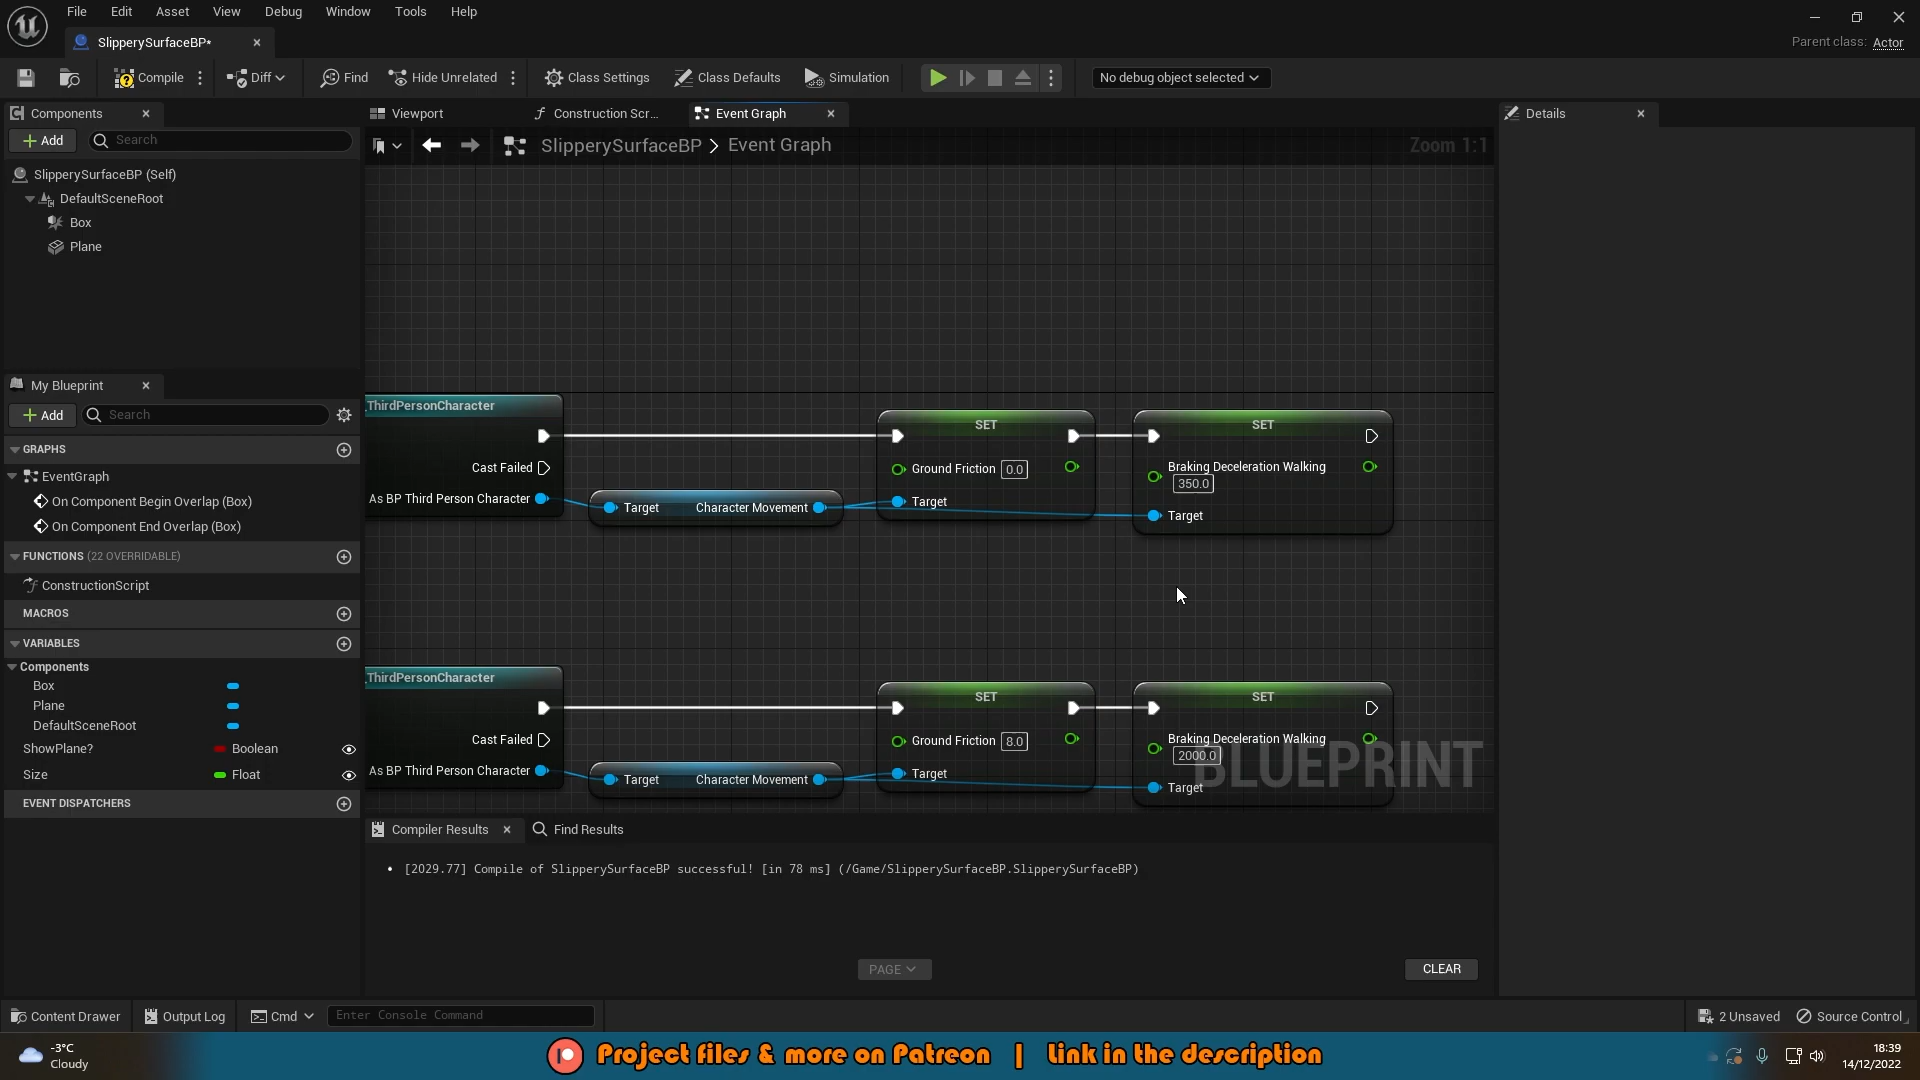 File Edit Asset View Debug Window Tools Help
SlipperySurfaceBP*
Parent class: Actor
Compile Diff Find Hide Unrelated Class Settings Class Defaults Simulation No debug object selected
Components
Viewport Construction Scr... Event Graph
Details
Add Search
SlipperySurfaceBP > Event Graph
Zoom 1:1
SlipperySurfaceBP (Self)
DefaultSceneRoot
Box
Plane
My Blueprint
Add Search
GRAPHS
EventGraph
On Component Begin Overlap (Box)
On Component End Overlap (Box)
FUNCTIONS (22 OVERRIDABLE)
ConstructionScript
MACROS
VARIABLES
Components
Box
Plane
DefaultSceneRoot
ShowPlane? Boolean
Size Float
EVENT DISPATCHERS
ThirdPersonCharacter
Cast Failed
As BP Third Person Character
Target Character Movement
SET
Ground Friction 0.0
Target
SET
Braking Deceleration Walking
350.0
Target
ThirdPersonCharacter
Cast Failed
As BP Third Person Character
Target Character Movement
SET
Ground Friction 8.0
Target
SET
Braking Deceleration Walking
2000.0
Target
BLUEPRINT
Compiler Results Find Results
[2029.77] Compile of SlipperySurfaceBP successful! [in 78 ms] (/Game/SlipperySurfaceBP.SlipperySurfaceBP)
PAGE
CLEAR
Content Drawer Output Log Cmd Enter Console Command
2 Unsaved Source Control
-3°C
Cloudy
Project files & more on Patreon | Link in the description
18:39
14/12/2022